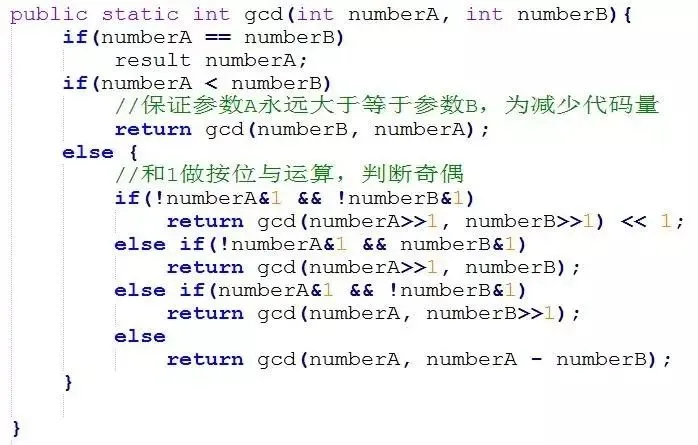 public static int gcd(int numberA, int numberB){
    if(numberA == numberB)
        result numberA;
    if(numberA < numberB)
        //保证参数A永远大于等于参数B，为减少代码量
        return gcd(numberB, numberA);
    else {
        //和1做按位与运算，判断奇偶
        if(!numberA&1 && !numberB&1)
            return gcd(numberA>>1, numberB>>1) << 1;
        else if(!numberA&1 && numberB&1)
            return gcd(numberA>>1, numberB);
        else if(numberA&1 && !numberB&1)
            return gcd(numberA, numberB>>1);
        else
            return gcd(numberA, numberA - numberB);
    }
}